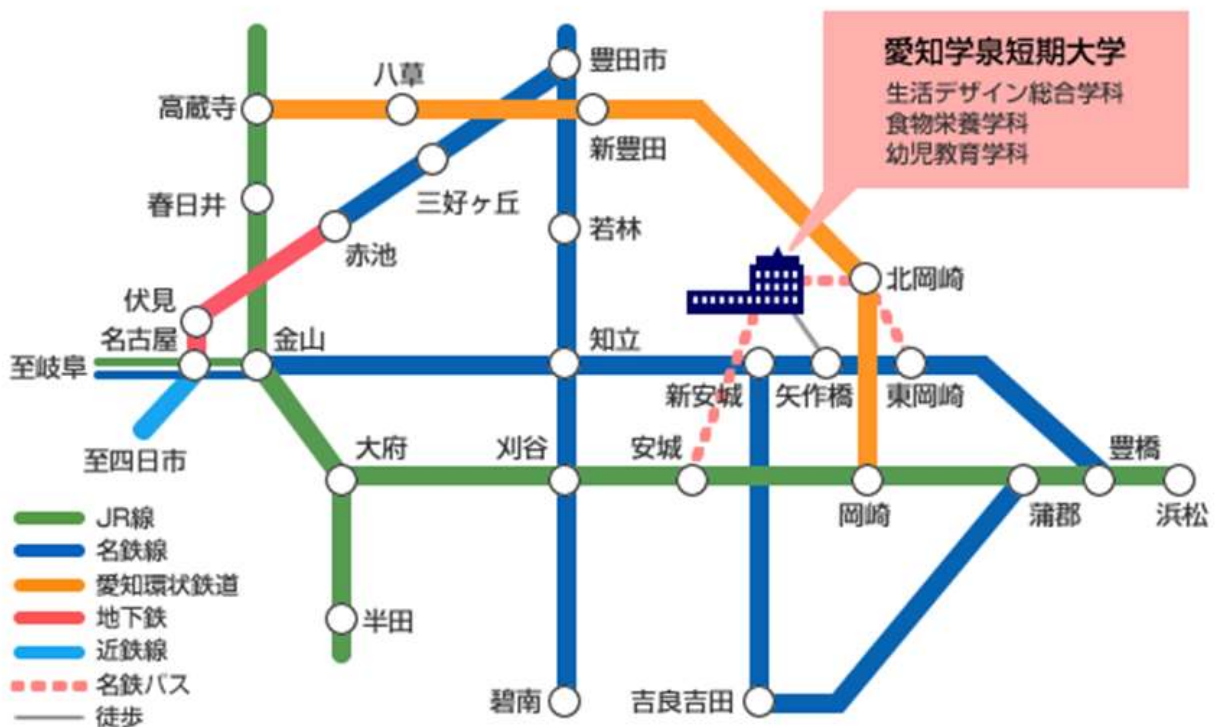 愛知学泉短期大学
生活デザイン総合学科
食物栄養学科
幼児教育学科
豊田市
八草
高蔵寺
新豊田
三好ヶ丘
春日井
若林
赤池
北岡崎
伏見
名古屋
金山
知立
至岐阜
新安城
矢作橋
東岡崎
至四日市
大府
刈谷
安城
豊橋
岡崎
蒲郡
浜松
JR線
名鉄線
愛知環状鉄道
地下鉄
近鉄線
名鉄バス
徒歩
半田
碧南
吉良吉田